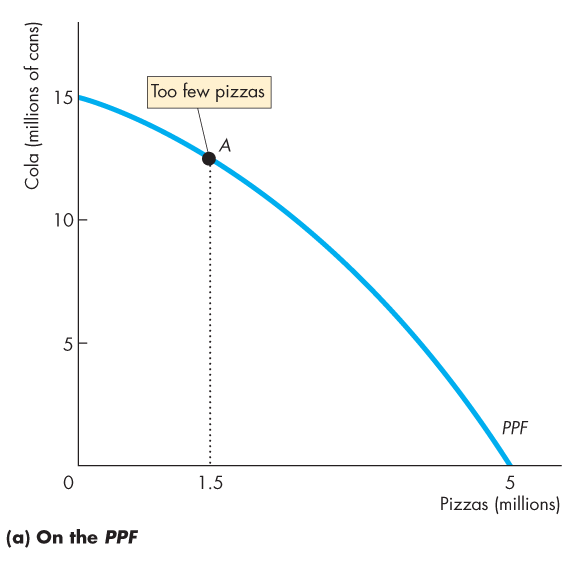 Cola (millions of cans)
Too few pizzas
15
A
10
5
PPF
0
1.5
5
Pizzas (millions)
(a) On the PPF